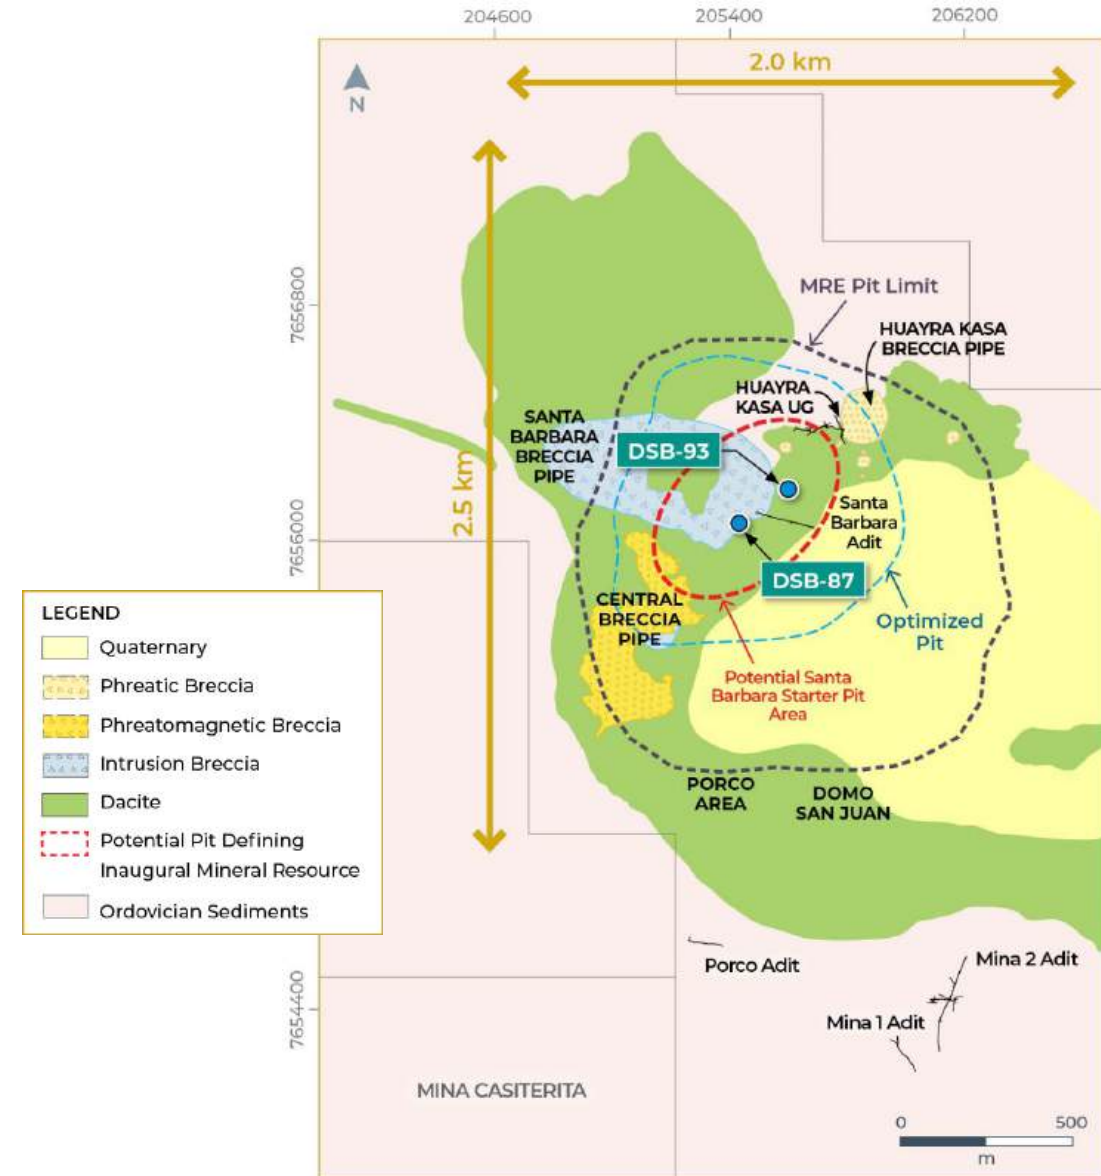 204600
205400
206200
2.0 km
N
7656800
MRE Pit Limit
HUAYRA KASA
BRECCIA PIPE
HUAYRA
KASA UG
SANTA
BARBARA
BRECCIA
PIPE
DSB-93
2.5 km
Santa
Barbara
Adit
7656000
DSB-87
CENTRAL
BRECCIA
PIPE
Optimized
Pit
Potential Santa
Barbara Starter Pit
Area
LEGEND
Quaternary
Phreatic Breccia
Phreatomagnetic Breccia
Intrusion Breccia
Dacite
Potential Pit Defining
Inaugural Mineral Resource
Ordovician Sediments
PORCO
AREA
DOMO
SAN JUAN
Porco Adit
Mina 2 Adit
7654400
Mina 1 Adit
MINA CASITERITA
0
500
m